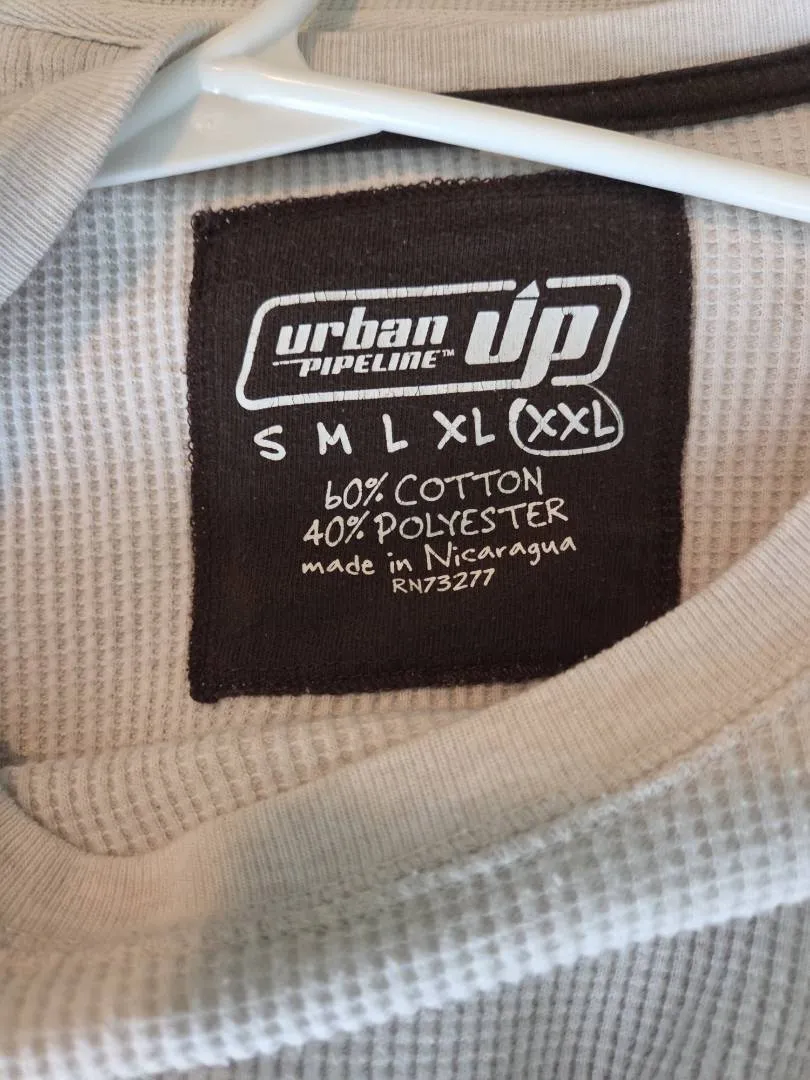 urban Up
PIPELINE™
S M L XL XXL
60% COTTON
40% POLYESTER
made in Nicaragua
RN73277